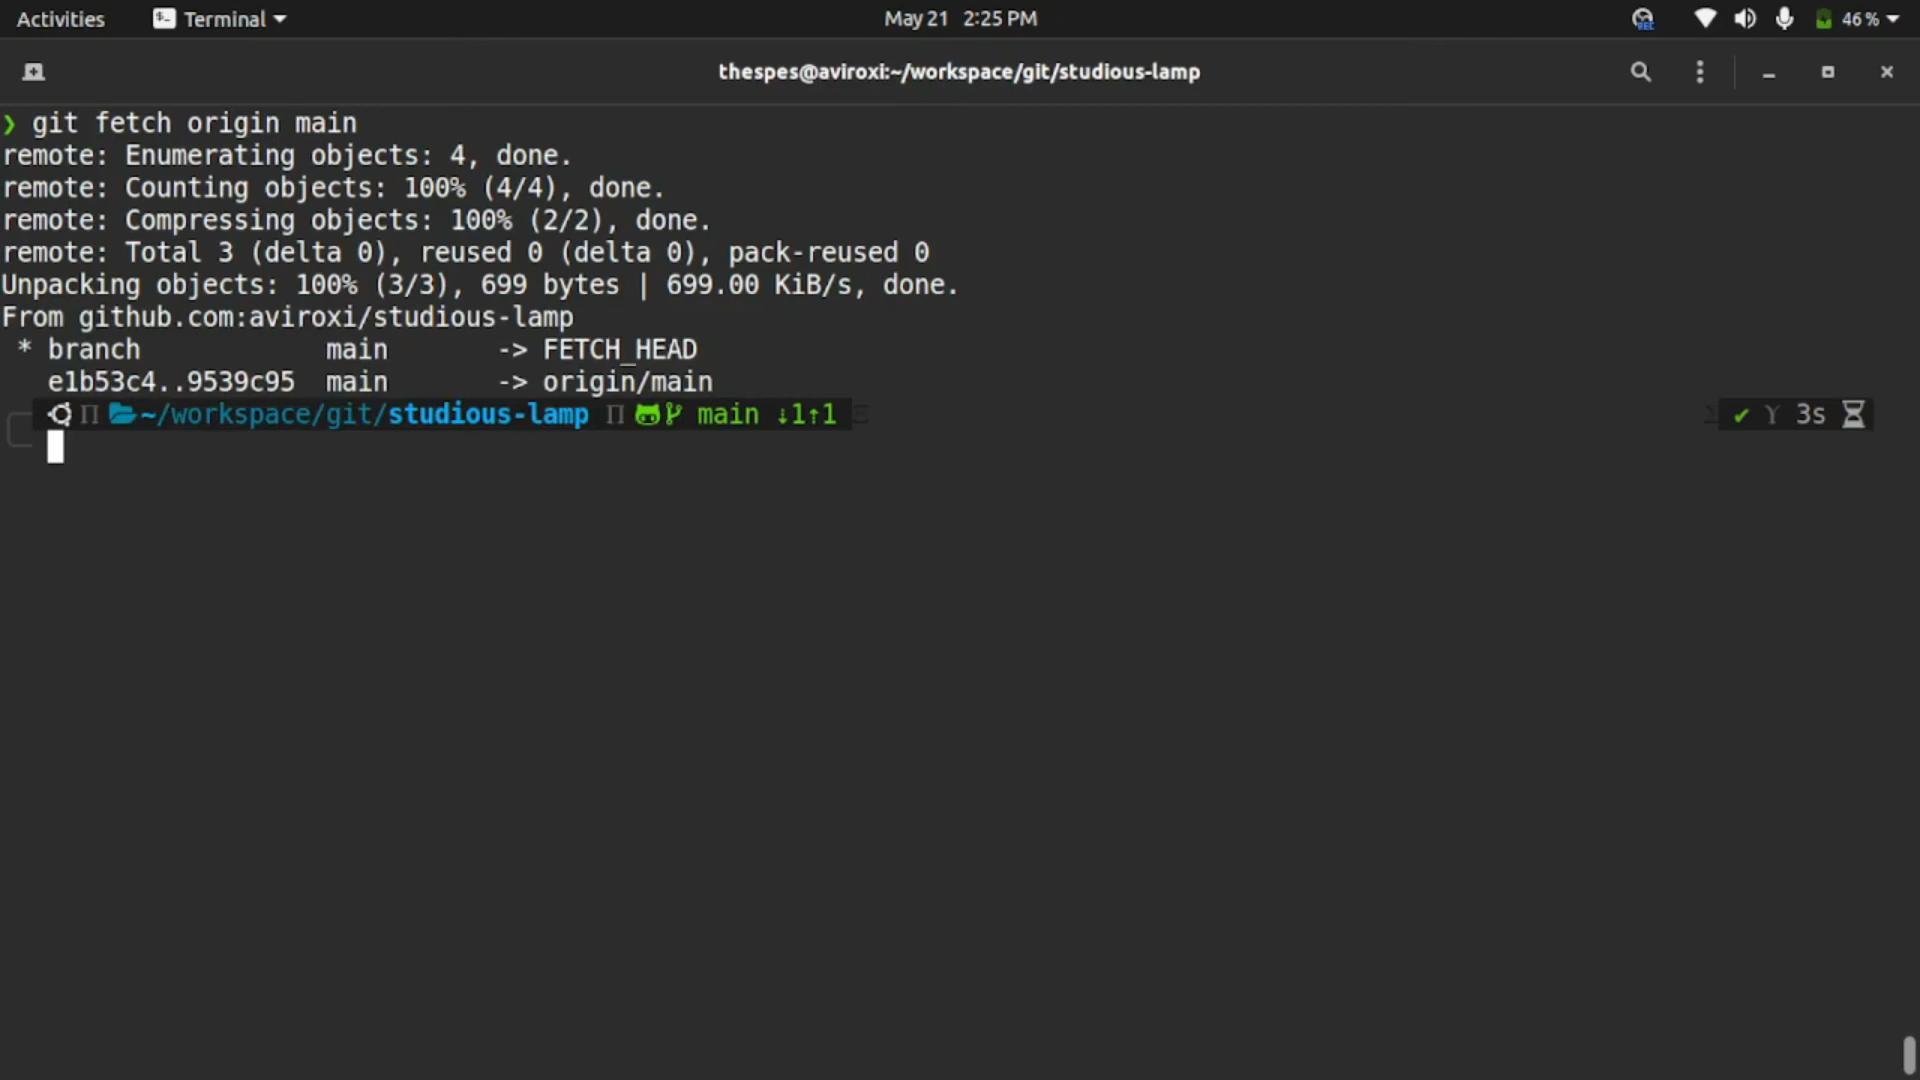 Activities Terminal May 21 2:25 PM 46 %
thespes@aviroxi:~/workspace/git/studious-lamp
❯ git fetch origin main
remote: Enumerating objects: 4, done.
remote: Counting objects: 100% (4/4), done.
remote: Compressing objects: 100% (2/2), done.
remote: Total 3 (delta 0), reused 0 (delta 0), pack-reused 0
Unpacking objects: 100% (3/3), 699 bytes | 699.00 KiB/s, done.
From github.com:aviroxi/studious-lamp
 * branch            main       -> FETCH_HEAD
   e1b53c4..9539c95  main       -> origin/main
~/workspace/git/studious-lamp main ↓1↑1 ✔ 3s